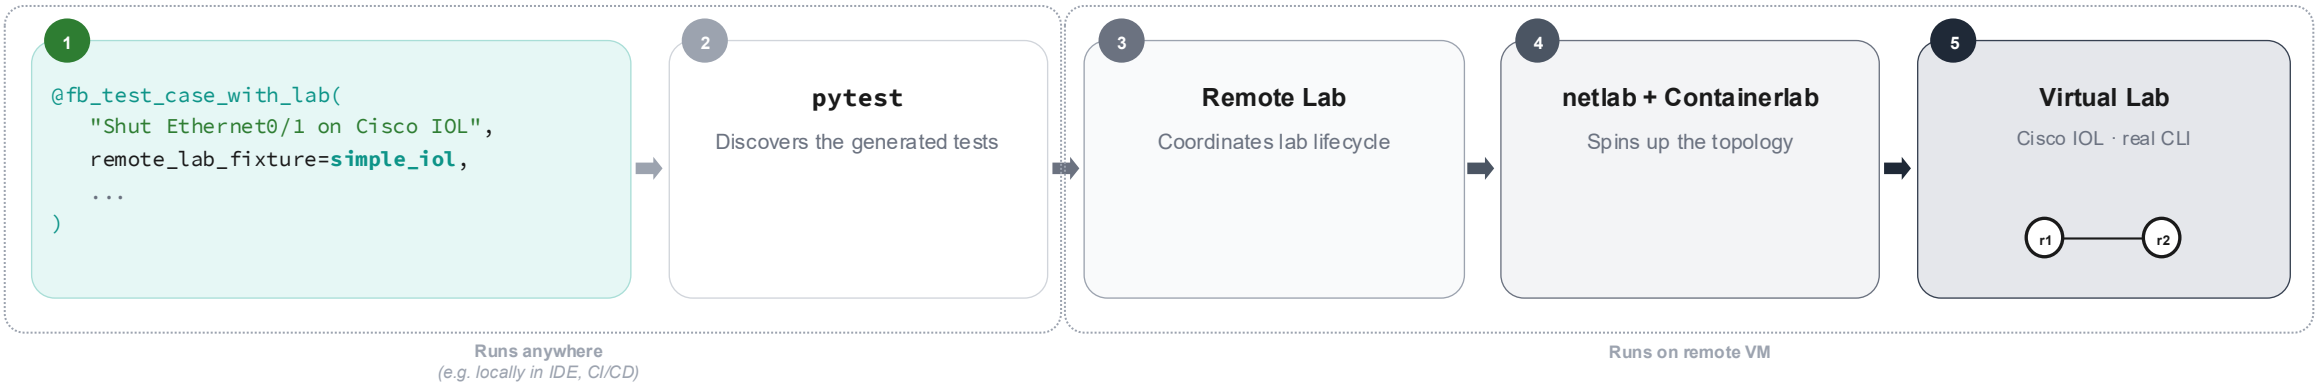 1
@fb_test_case_with_lab(
"Shut Ethernet0/1 on Cisco IOL",
remote_lab_fixture=simple_iol,
...
)
2
pytest
Discovers the generated tests
3
Remote Lab
Coordinates lab lifecycle
4
netlab + Containerlab
Spins up the topology
5
Virtual Lab
Cisco IOL · real CLI
r1
r2
Runs anywhere
(e.g. locally in IDE, CI/CD)
Runs on remote VM